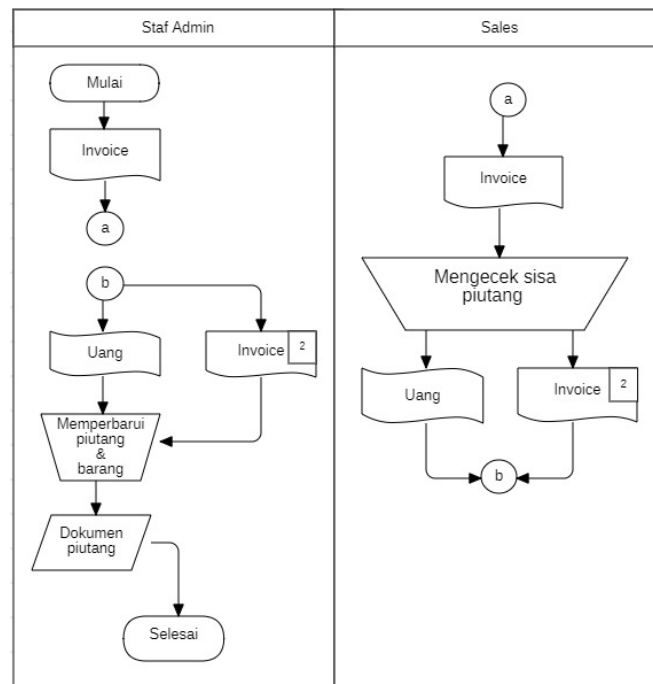 Staf Admin
Sales
Mulai
Invoice
a
b
Uang
Invoice 2
Memperbarui
piutang
&
barang
Dokumen
piutang
Selesai
a
Invoice
Mengecek sisa
piutang
Uang
Invoice 2
b